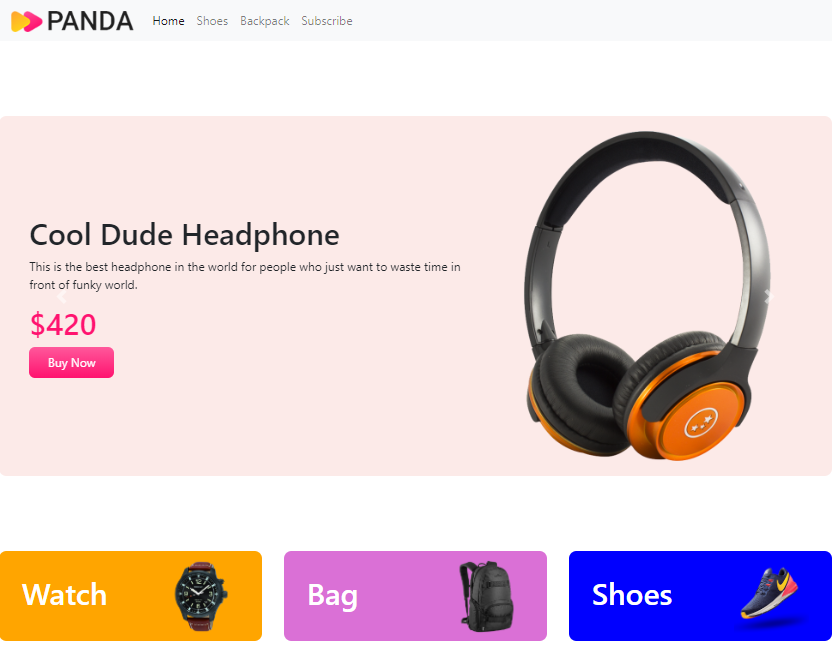 PANDA
Home Shoes Backpack Subscribe
Cool Dude Headphone
This is the best headphone in the world for people who just want to waste time in
front of funky world.
$420
Buy Now
Watch
Bag
Shoes